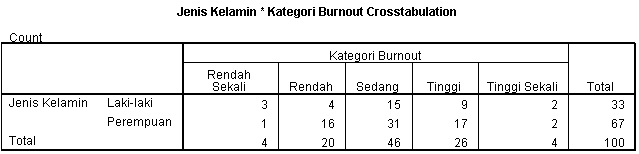 Jenis Kelamin * Kategori Burnout Crosstabulation
Count
Kategori Burnout
Rendah Sekali Rendah Sedang Tinggi Tinggi Sekali Total
Jenis Kelamin Laki-laki 3 4 15 9 2 33
Perempuan 1 16 31 17 2 67
Total 4 20 46 26 4 100